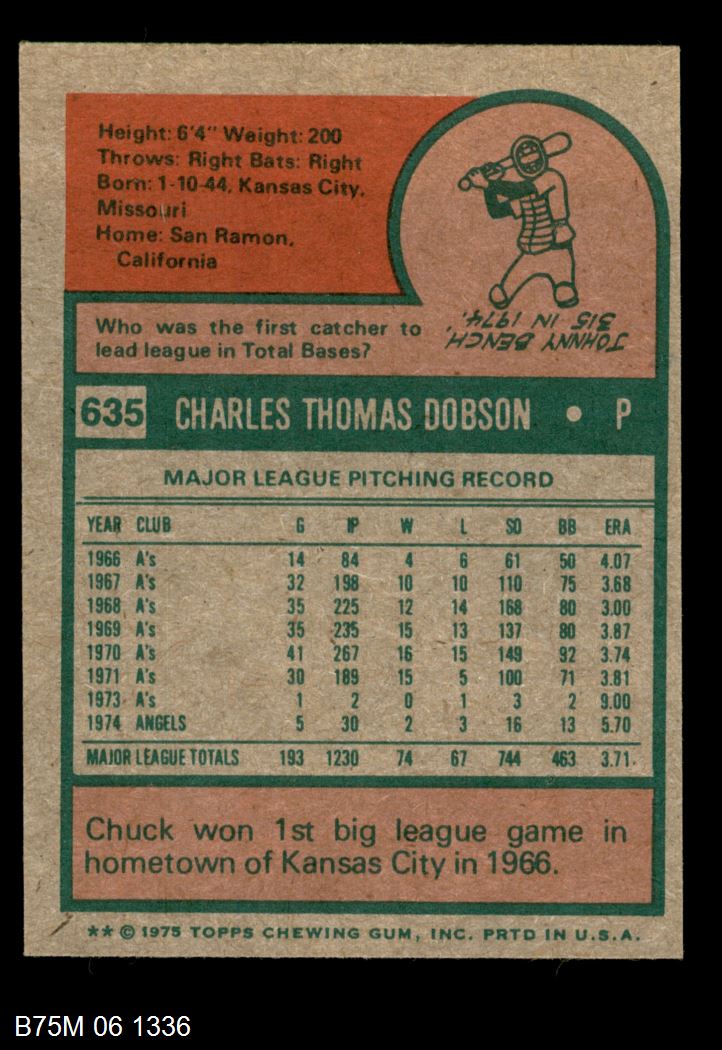 Height: 6'4" Weight: 200
Throws: Right Bats: Right
Born: 1-10-44, Kansas City,
Missouri
Home: San Ramon,
California
Who was the first catcher to
lead league in Total Bases?
JOHNNY BENCH,
315 IN 1974.
635 CHARLES THOMAS DOBSON • P
MAJOR LEAGUE PITCHING RECORD
YEAR CLUB G IP W L SO BB ERA
1966 A's 14 84 4 6 61 50 4.07
1967 A's 32 198 10 10 110 75 3.68
1968 A's 35 225 12 14 168 80 3.00
1969 A's 35 235 15 13 137 80 3.87
1970 A's 41 267 16 15 149 92 3.74
1971 A's 30 189 15 5 100 71 3.81
1973 A's 1 2 0 1 3 2 9.00
1974 ANGELS 5 30 2 3 16 13 5.70
MAJOR LEAGUE TOTALS 193 1230 74 67 744 463 3.71
Chuck won 1st big league game in
hometown of Kansas City in 1966.
** © 1975 TOPPS CHEWING GUM, INC. PRTD IN U.S.A.
B75M 06 1336